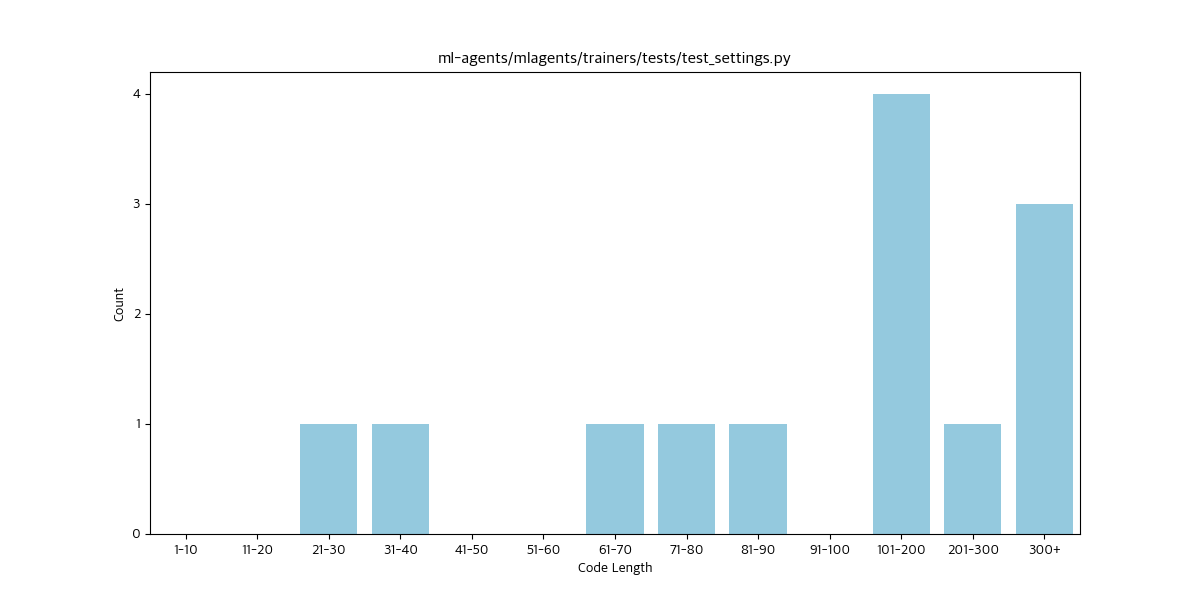 ml-agents/mlagents/trainers/tests/test_settings.py
4
3
2
1
0
Count
1-10 11-20 21-30 31-40 41-50 51-60 61-70 71-80 81-90 91-100 101-200 201-300 300+
Code Length